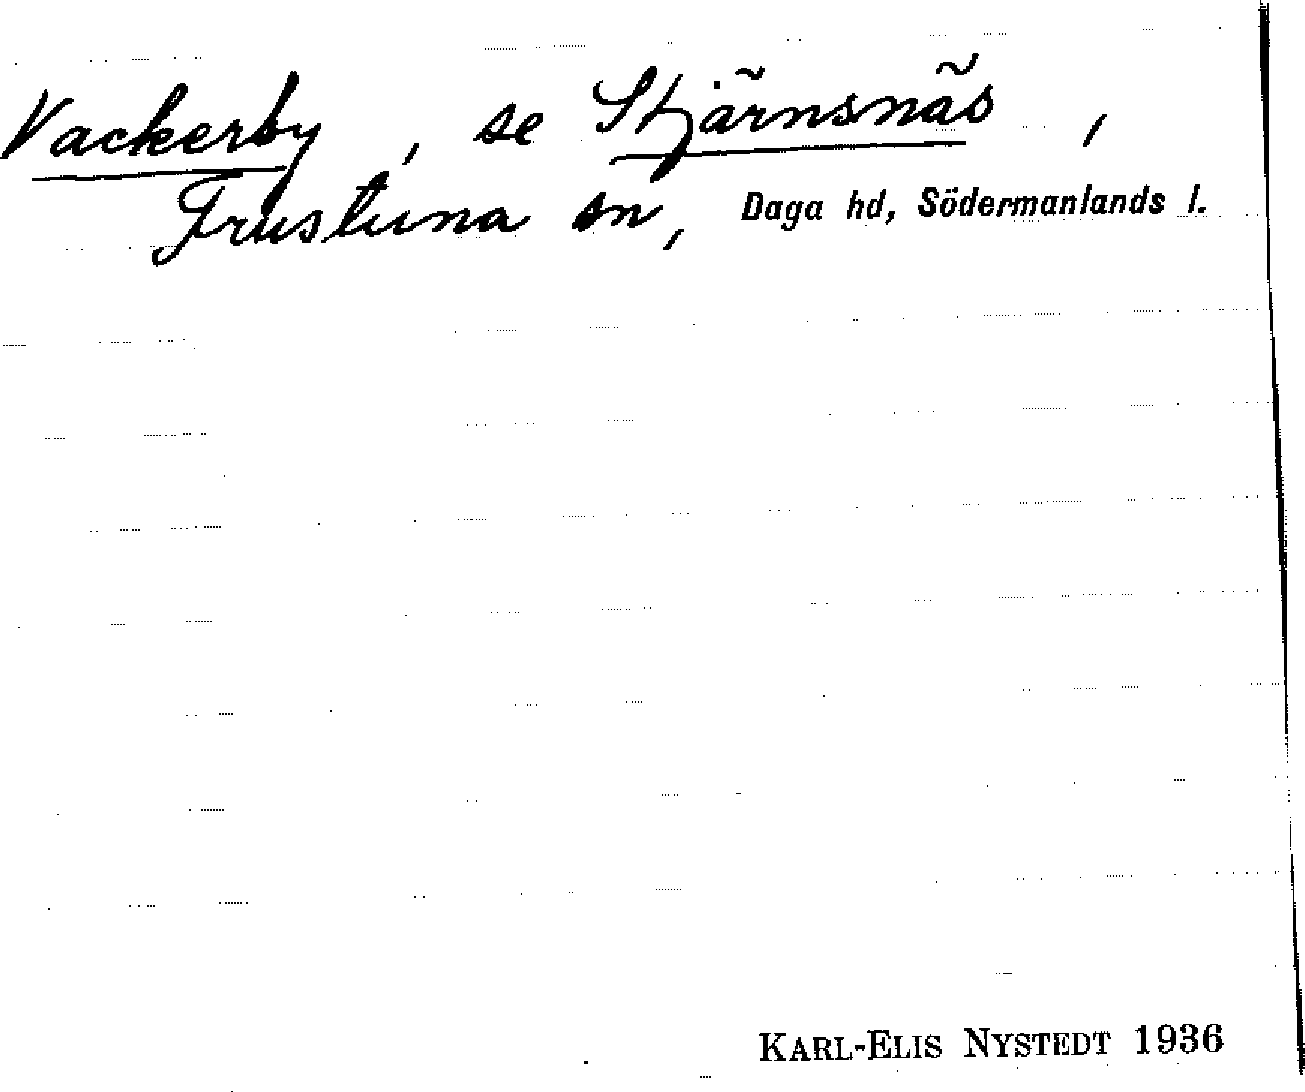 Vackerby, se Stjärnsnäs,
Frustuna sn, Daga hd, Södermanlands l.
KARL-ELIS NYSTEDT 1936